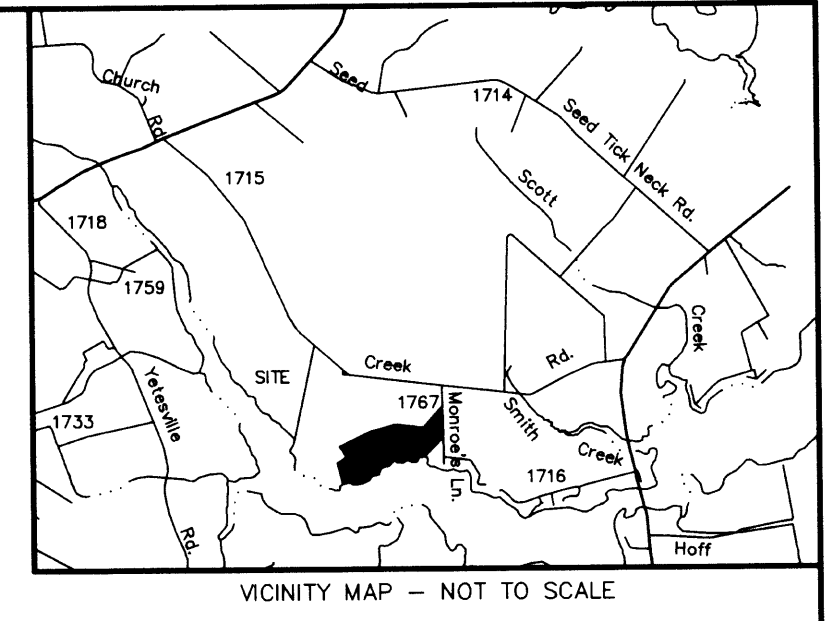 Church
Rd.
Seed
1714
Seed Tick Neck Rd.
1715
Scott
1718
1759
Creek
Creek
Rd.
SITE
Yetesville
1767
Monroe's Ln.
Smith
1733
Creek
1716
Rd.
Hoff
VICINITY MAP – NOT TO SCALE